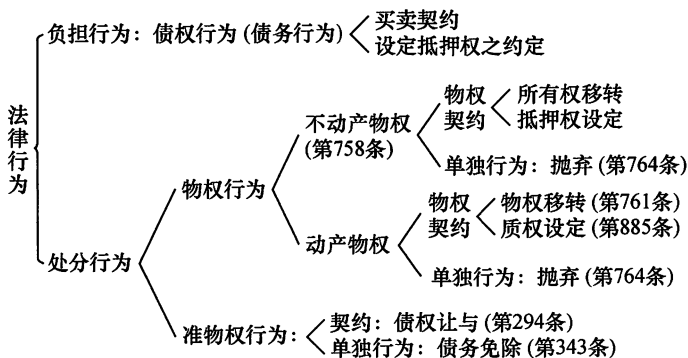 法律行为
负担行为：债权行为 (债务行为)
买卖契约
设定抵押权之约定
处分行为
物权行为
不动产物权
(第758条)
物权
契约
所有权移转
抵押权设定
单独行为：抛弃 (第764条)
动产物权
物权
契约
物权移转 (第761条)
质权设定 (第885条)
单独行为：抛弃 (第764条)
准物权行为：
契约：债权让与 (第294条)
单独行为：债务免除 (第343条)